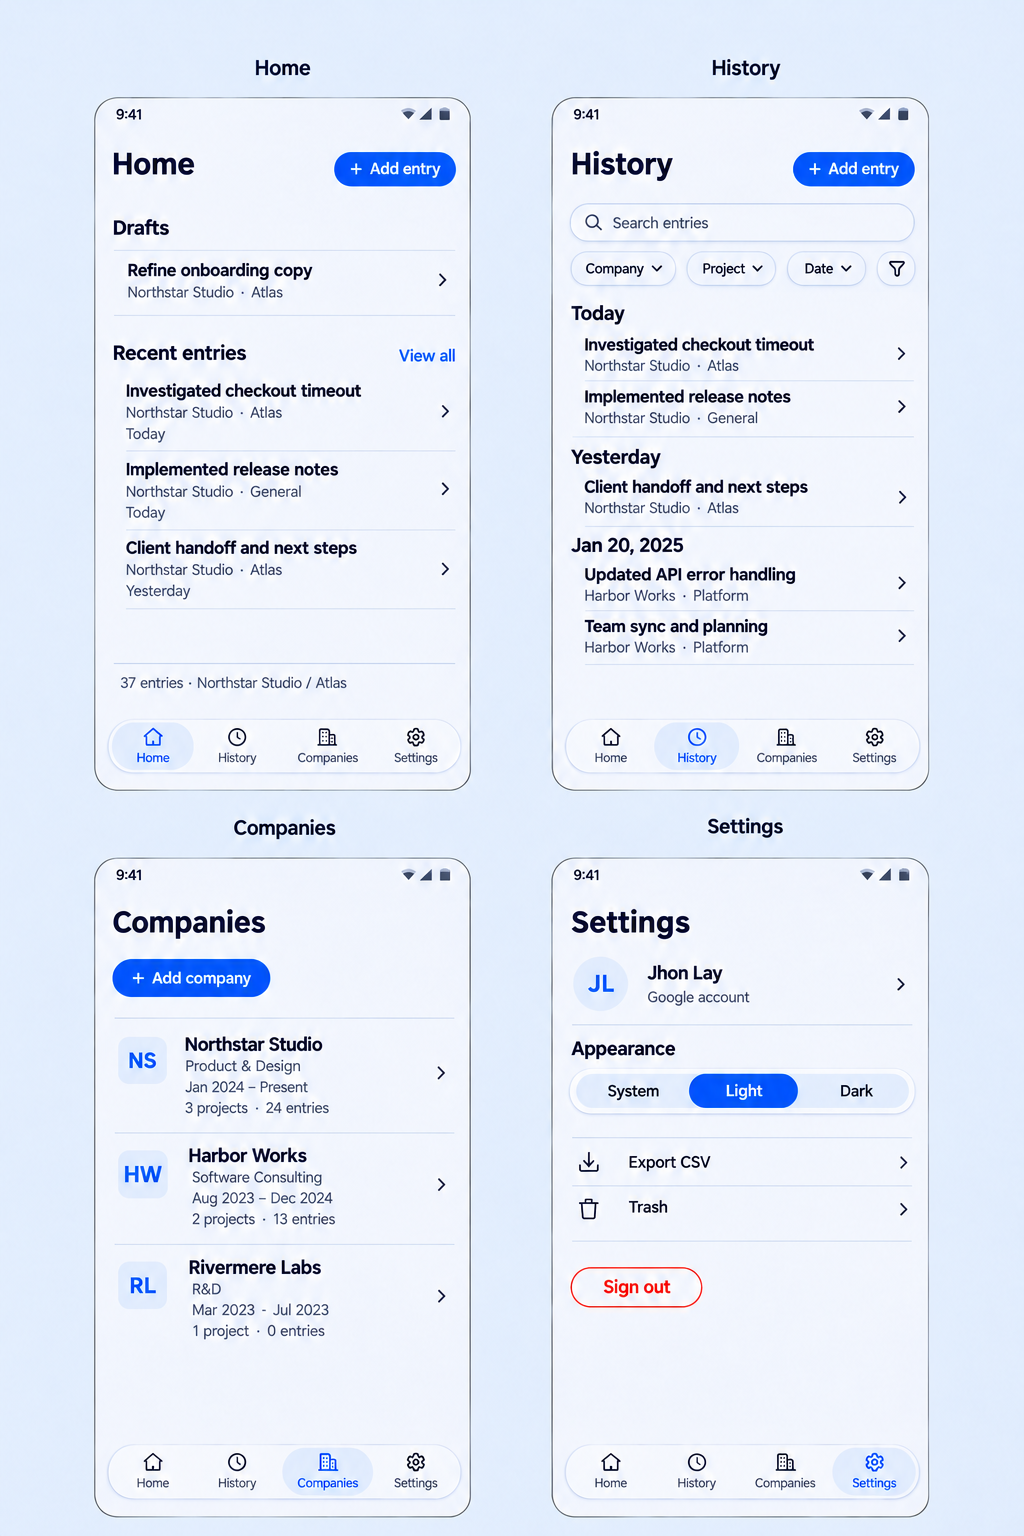 Home
9:41
Home
+ Add entry
Drafts
Refine onboarding copy
Northstar Studio · Atlas
Recent entries
View all
Investigated checkout timeout
Northstar Studio · Atlas
Today
Implemented release notes
Northstar Studio · General
Today
Client handoff and next steps
Northstar Studio · Atlas
Yesterday
37 entries · Northstar Studio / Atlas
Home
History
Companies
Settings
History
9:41
History
+ Add entry
Search entries
Company
Project
Date
Today
Investigated checkout timeout
Northstar Studio · Atlas
Implemented release notes
Northstar Studio · General
Yesterday
Client handoff and next steps
Northstar Studio · Atlas
Jan 20, 2025
Updated API error handling
Harbor Works · Platform
Team sync and planning
Harbor Works · Platform
Home
History
Companies
Settings
Companies
9:41
Companies
+ Add company
NS
Northstar Studio
Product & Design
Jan 2024 – Present
3 projects · 24 entries
HW
Harbor Works
Software Consulting
Aug 2023 – Dec 2024
2 projects · 13 entries
RL
Rivermere Labs
R&D
Mar 2023 - Jul 2023
1 project · 0 entries
Home
History
Companies
Settings
Settings
9:41
Settings
JL
Jhon Lay
Google account
Appearance
System
Light
Dark
Export CSV
Trash
Sign out
Home
History
Companies
Settings